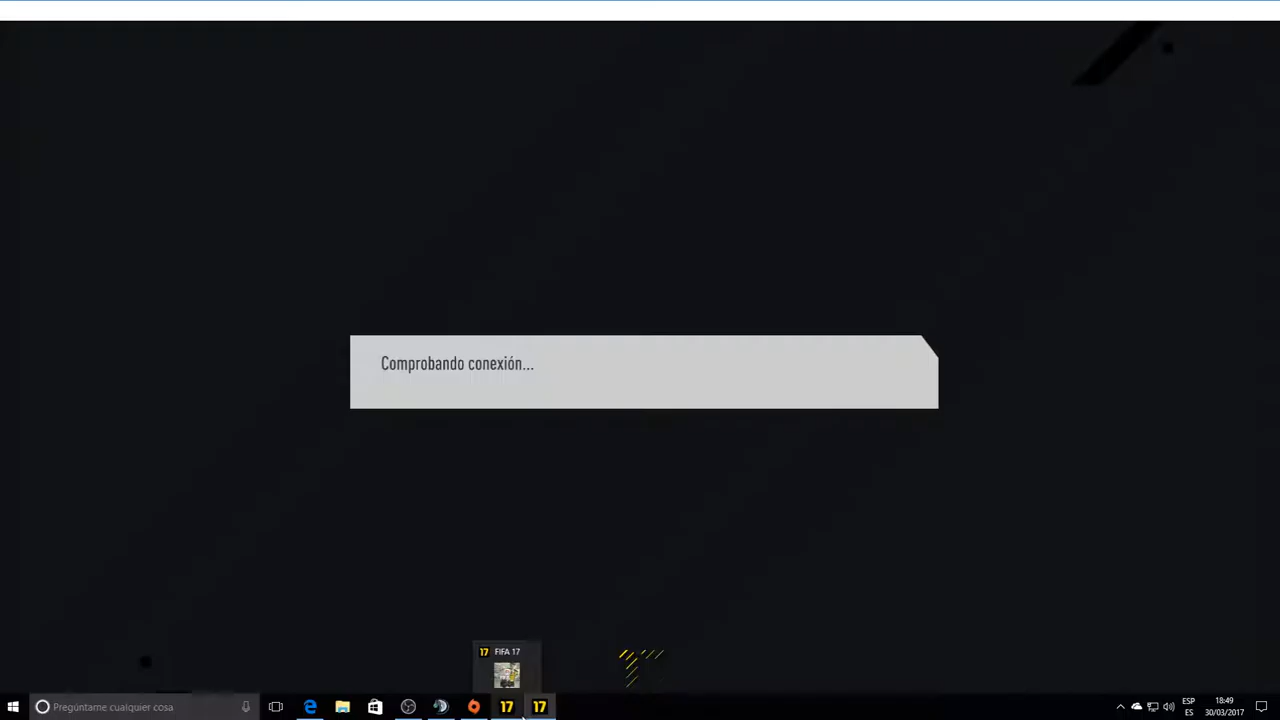 Comprobando conexión...
17 FIFA 17
Pregúntame cualquier cosa
17
17
ESP
ES
18:49
30/03/2017